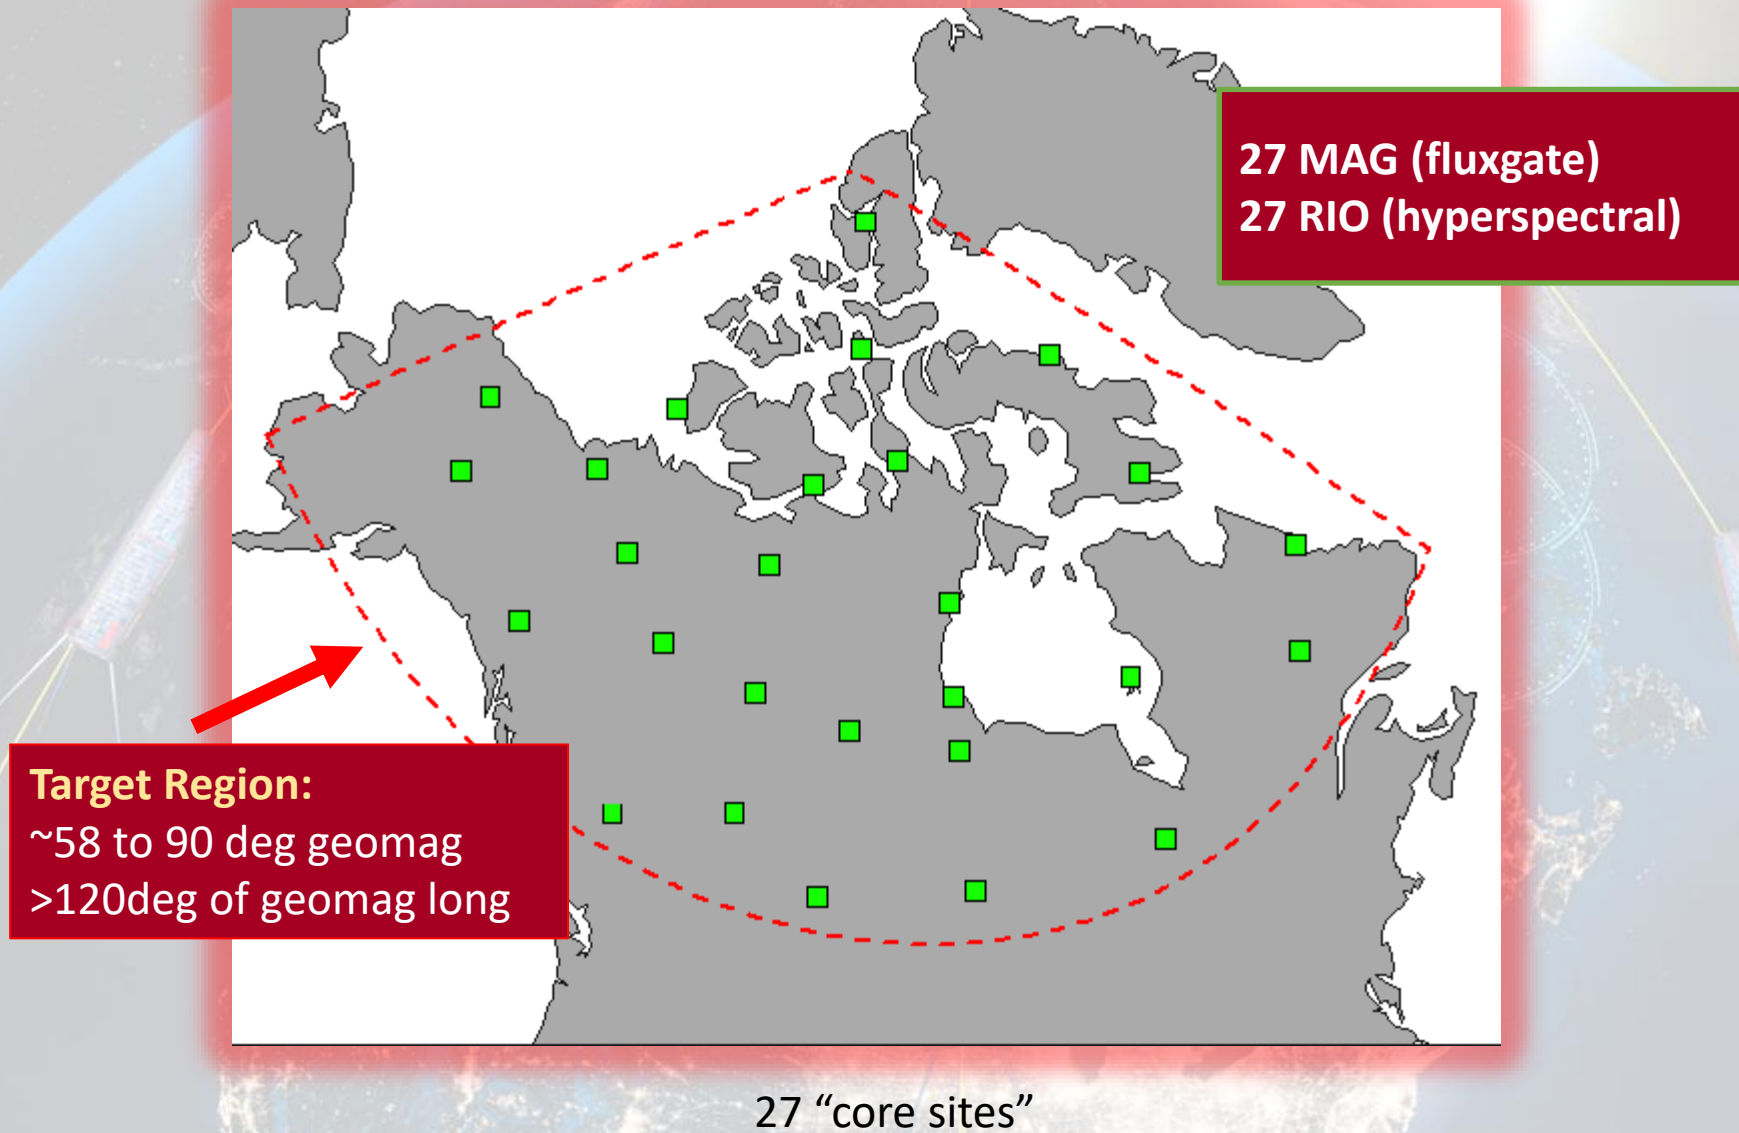 27 MAG (fluxgate)
27 RIO (hyperspectral)
Target Region:
~58 to 90 deg geomag
>120deg of geomag long
27 “core sites”